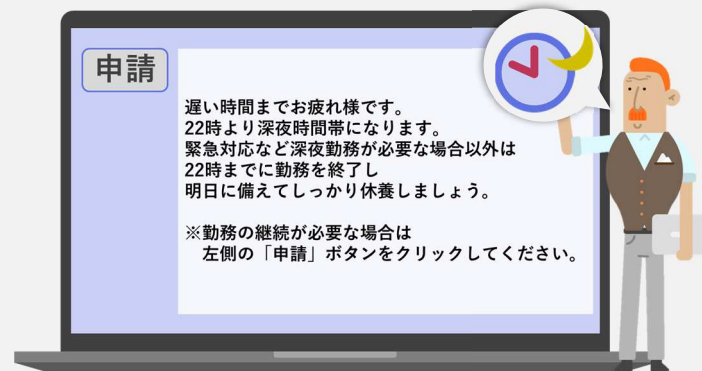 申請
遅い時間までお疲れ様です。
22時より深夜時間帯になります。
緊急対応など深夜勤務が必要な場合以外は
22時までに勤務を終了し
明日に備えてしっかり休養しましょう。
※勤務の継続が必要な場合は
左側の「申請」ボタンをクリックしてください。